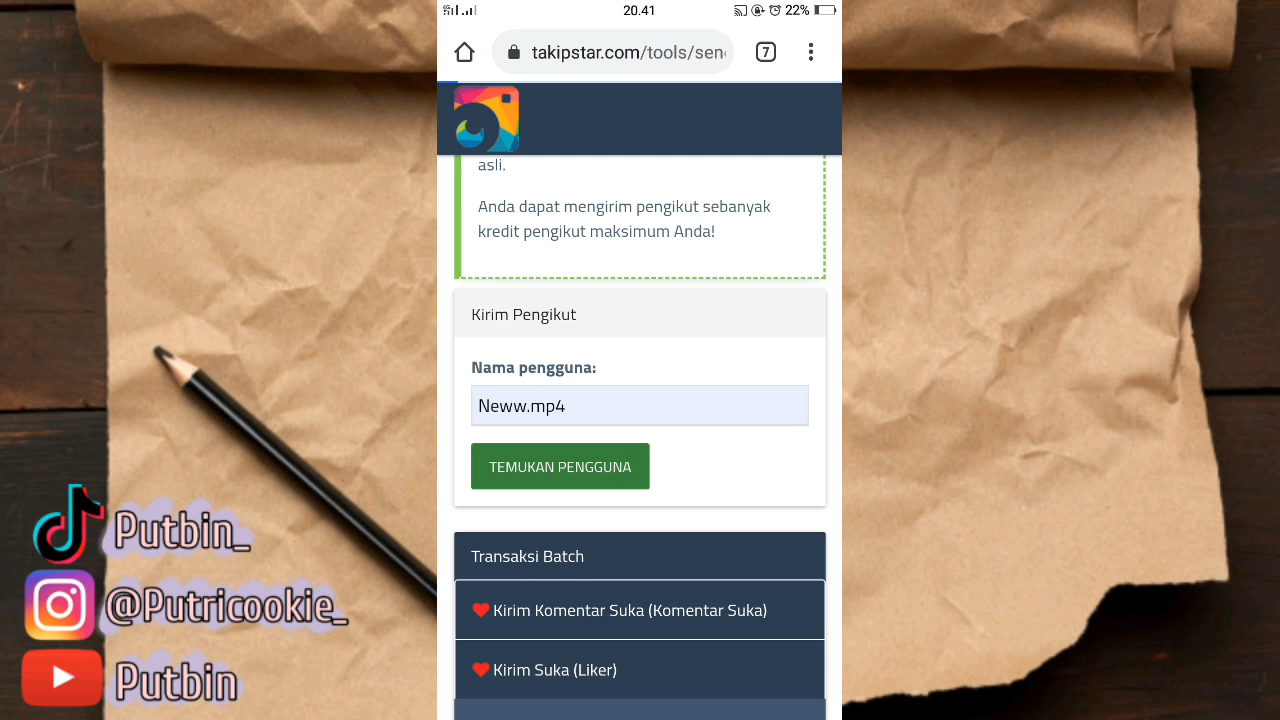 20.41
22%
takipstar.com/tools/sen
7
asli.
Anda dapat mengirim pengikut sebanyak
kredit pengikut maksimum Anda!
Kirim Pengikut
Nama pengguna:
Neww.mp4
TEMUKAN PENGGUNA
Transaksi Batch
Kirim Komentar Suka (Komentar Suka)
Kirim Suka (Liker)
Putbin_
@Putricookie_
Putbin